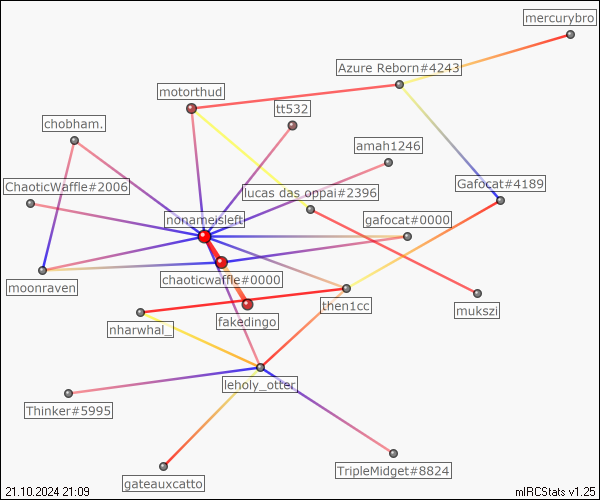 mercurybro
Azure Reborn#4243
motorthud
tt532
chobham.
amah1246
ChaoticWaffle#2006
lucas das oppai#2396
Gafocat#4189
nonameisleft
gafocat#0000
moonraven
chaoticwaffle#0000
then1cc
mukszi
fakedingo
nharwhal_
leholy_otter
Thinker#5995
TripleMidget#8824
gateauxcatto
21.10.2024 21:09
mIRCStats v1.25